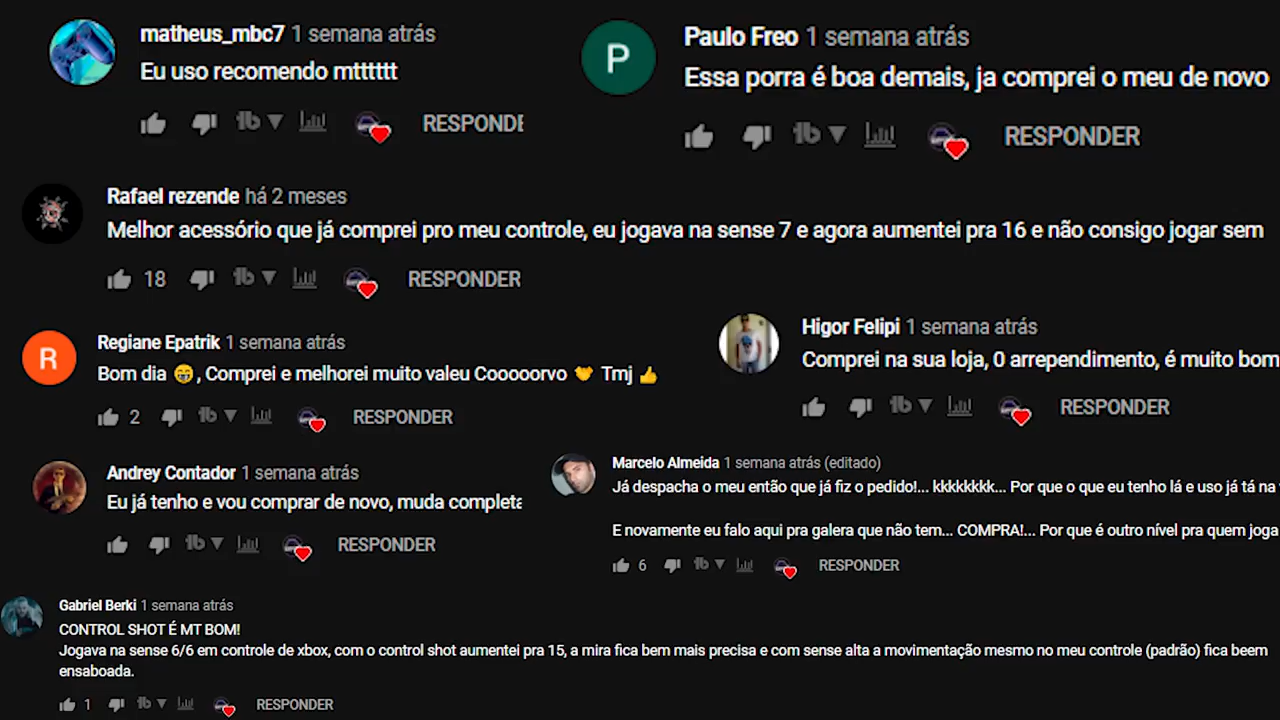 matheus_mbc7 1 semana atrás
Eu uso recomendo mtttttt
RESPONDE
Paulo Freo 1 semana atrás
P
Essa porra é boa demais, ja comprei o meu de novo
RESPONDER
Rafael rezende há 2 meses
Melhor acessório que já comprei pro meu controle, eu jogava na sense 7 e agora aumentei pra 16 e não consigo jogar sem
18 RESPONDER
Regiane Epatrik 1 semana atrás
R
Bom dia 😁, Comprei e melhorei muito valeu Cooooorvo 🤝 Tmj 👍
2 RESPONDER
Higor Felipi 1 semana atrás
Comprei na sua loja, 0 arrependimento, é muito bom
RESPONDER
Andrey Contador 1 semana atrás
Eu já tenho e vou comprar de novo, muda completa
RESPONDER
Marcelo Almeida 1 semana atrás (editado)
Já despacha o meu então que já fiz o pedido!... kkkkkkkk... Por que o que eu tenho lá e uso já tá na
E novamente eu falo aqui pra galera que não tem... COMPRA!... Por que é outro nível pra quem joga
6 RESPONDER
Gabriel Berki 1 semana atrás
CONTROL SHOT É MT BOM!
Jogava na sense 6/6 em controle de xbox, com o control shot aumentei pra 15, a mira fica bem mais precisa e com sense alta a movimentação mesmo no meu controle (padrão) fica beem
ensaboada.
1 RESPONDER